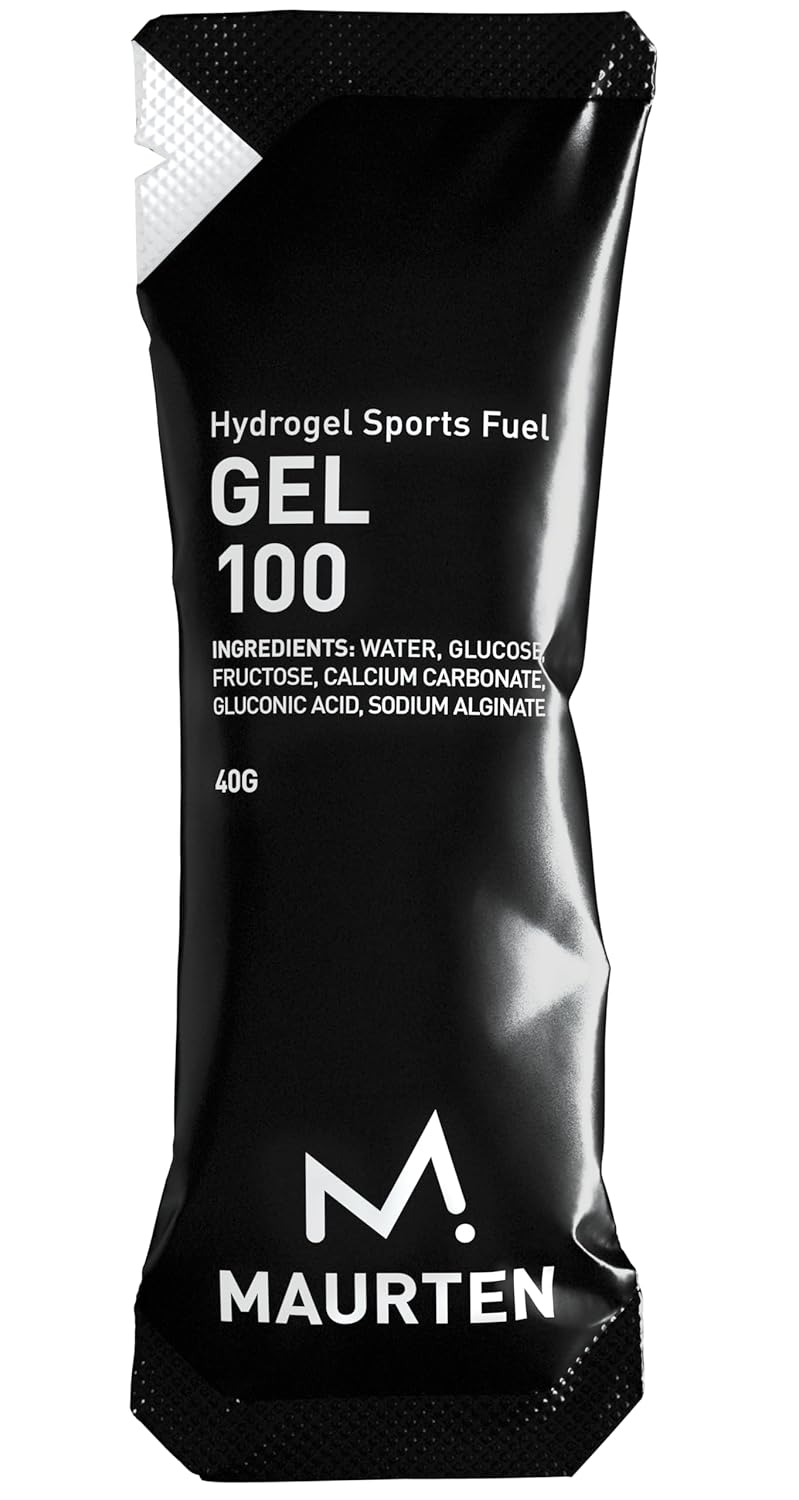 Hydrogel Sports Fuel
GEL
100
INGREDIENTS: WATER, GLUCOSE,
FRUCTOSE, CALCIUM CARBONATE,
GLUCONIC ACID, SODIUM ALGINATE
40G
M.
MAURTEN